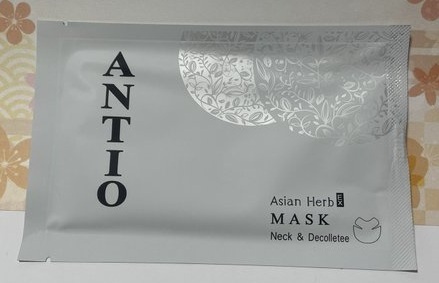 ANTIO
Asian Herb
MASK
Neck & Decolletee